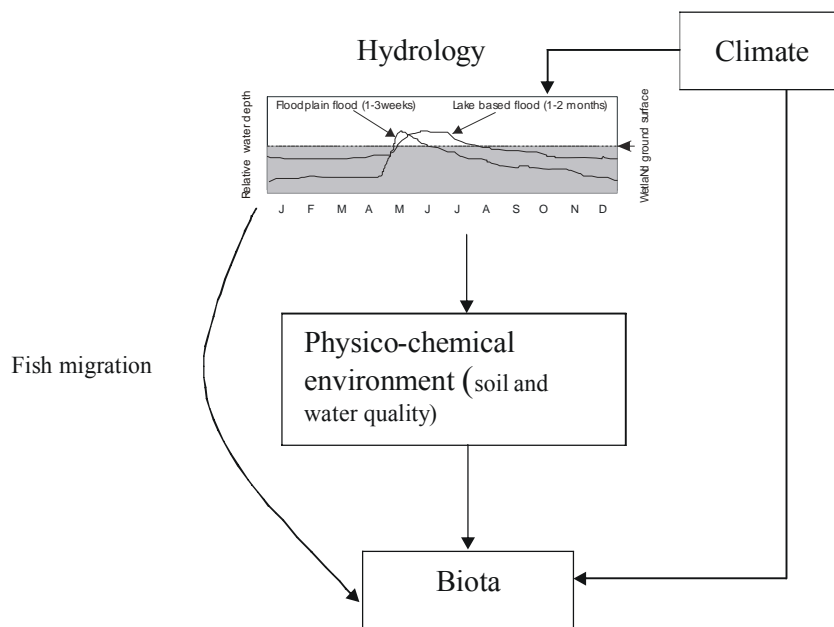 Hydrology
Climate
Floodplain flood (1-3weeks)
Lake based flood (1-2 months)
Relative water depth
Wetland ground surface
J F M A M J J A S O N D
Fish migration
Physico-chemical
environment (soil and
water quality)
Biota